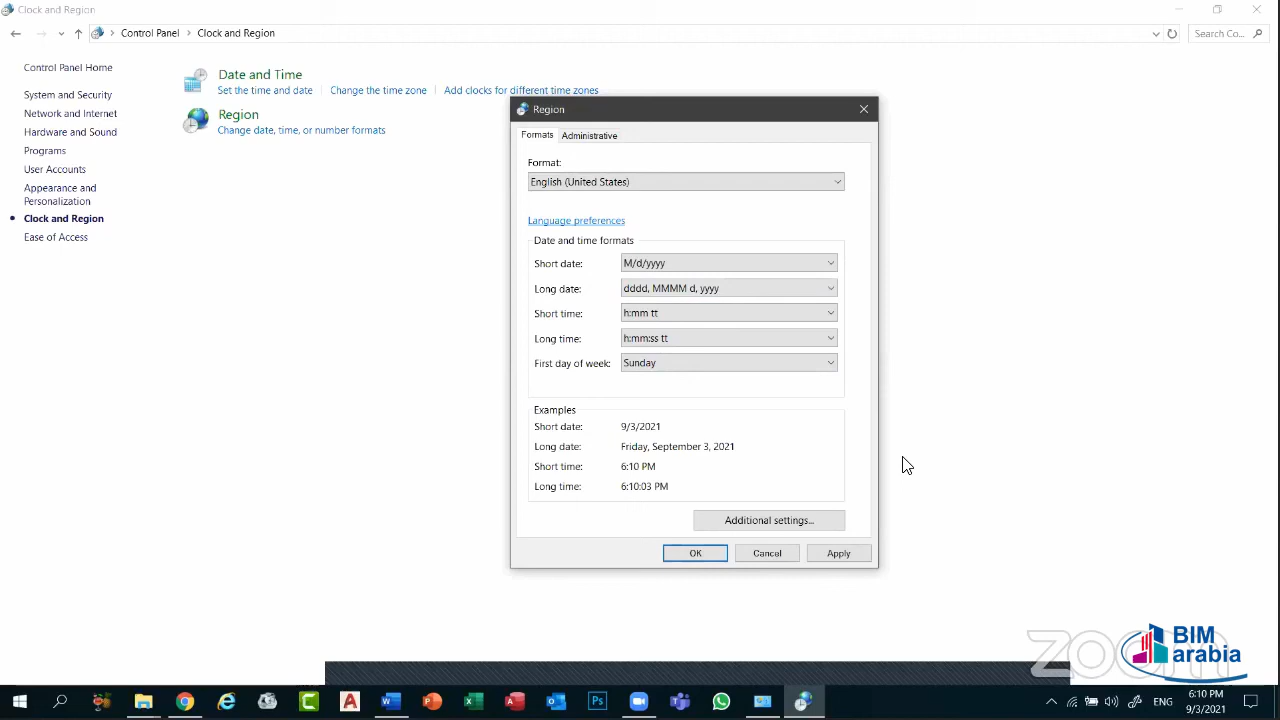 Clock and Region
Control Panel
Clock and Region
Search Co...
Control Panel Home
System and Security
Network and Internet
Hardware and Sound
Programs
User Accounts
Appearance and
Personalization
Clock and Region
Ease of Access
Date and Time
Set the time and date
Change the time zone
Add clocks for different time zones
Region
Change date, time, or number formats
Region
Formats
Administrative
Format:
English (United States)
Language preferences
Date and time formats
Short date:
M/d/yyyy
Long date:
dddd, MMMM d, yyyy
Short time:
h:mm tt
Long time:
h:mm:ss tt
First day of week:
Sunday
Examples
Short date:
9/3/2021
Long date:
Friday, September 3, 2021
Short time:
6:10 PM
Long time:
6:10:03 PM
Additional settings...
OK
Cancel
Apply
zoom
BIM
arabia
ENG
6:10 PM
9/3/2021